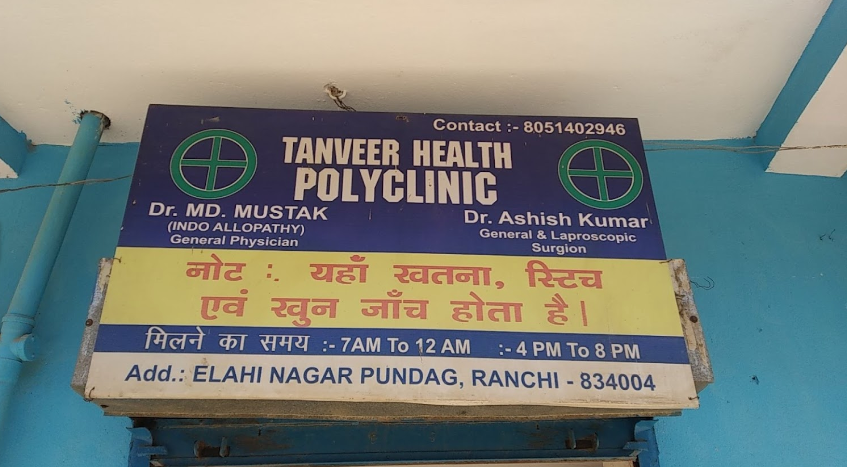 Contact :- 8051402946
TANVEER HEALTH
POLYCLINIC
Dr. MD. MUSTAK
(INDO ALLOPATHY)
General Physician
Dr. Ashish Kumar
General & Laproscopic
Surgion
नोट : यहाँ खतना, स्टिच
एवं खुन जाँच होता है।
मिलने का समय :- 7AM To 12 AM :- 4 PM To 8 PM
Add.: ELAHI NAGAR PUNDAG, RANCHI - 834004